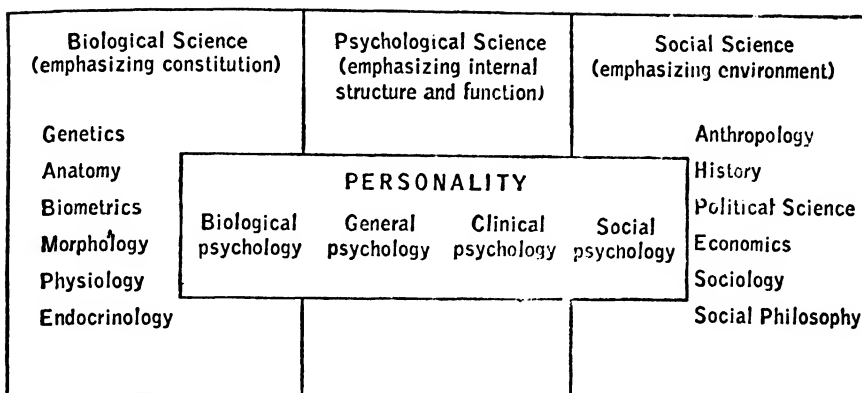 Biological Science
(emphasizing constitution)
Genetics
Anatomy
Biometrics
Morphology
Physiology
Endocrinology
Psychological Science
(emphasizing internal
structure and function)
PERSONALITY
Biological
psychology
General
psychology
Clinical
psychology
Social
psychology
Social Science
(emphasizing environment)
Anthropology
History
Political Science
Economics
Sociology
Social Philosophy